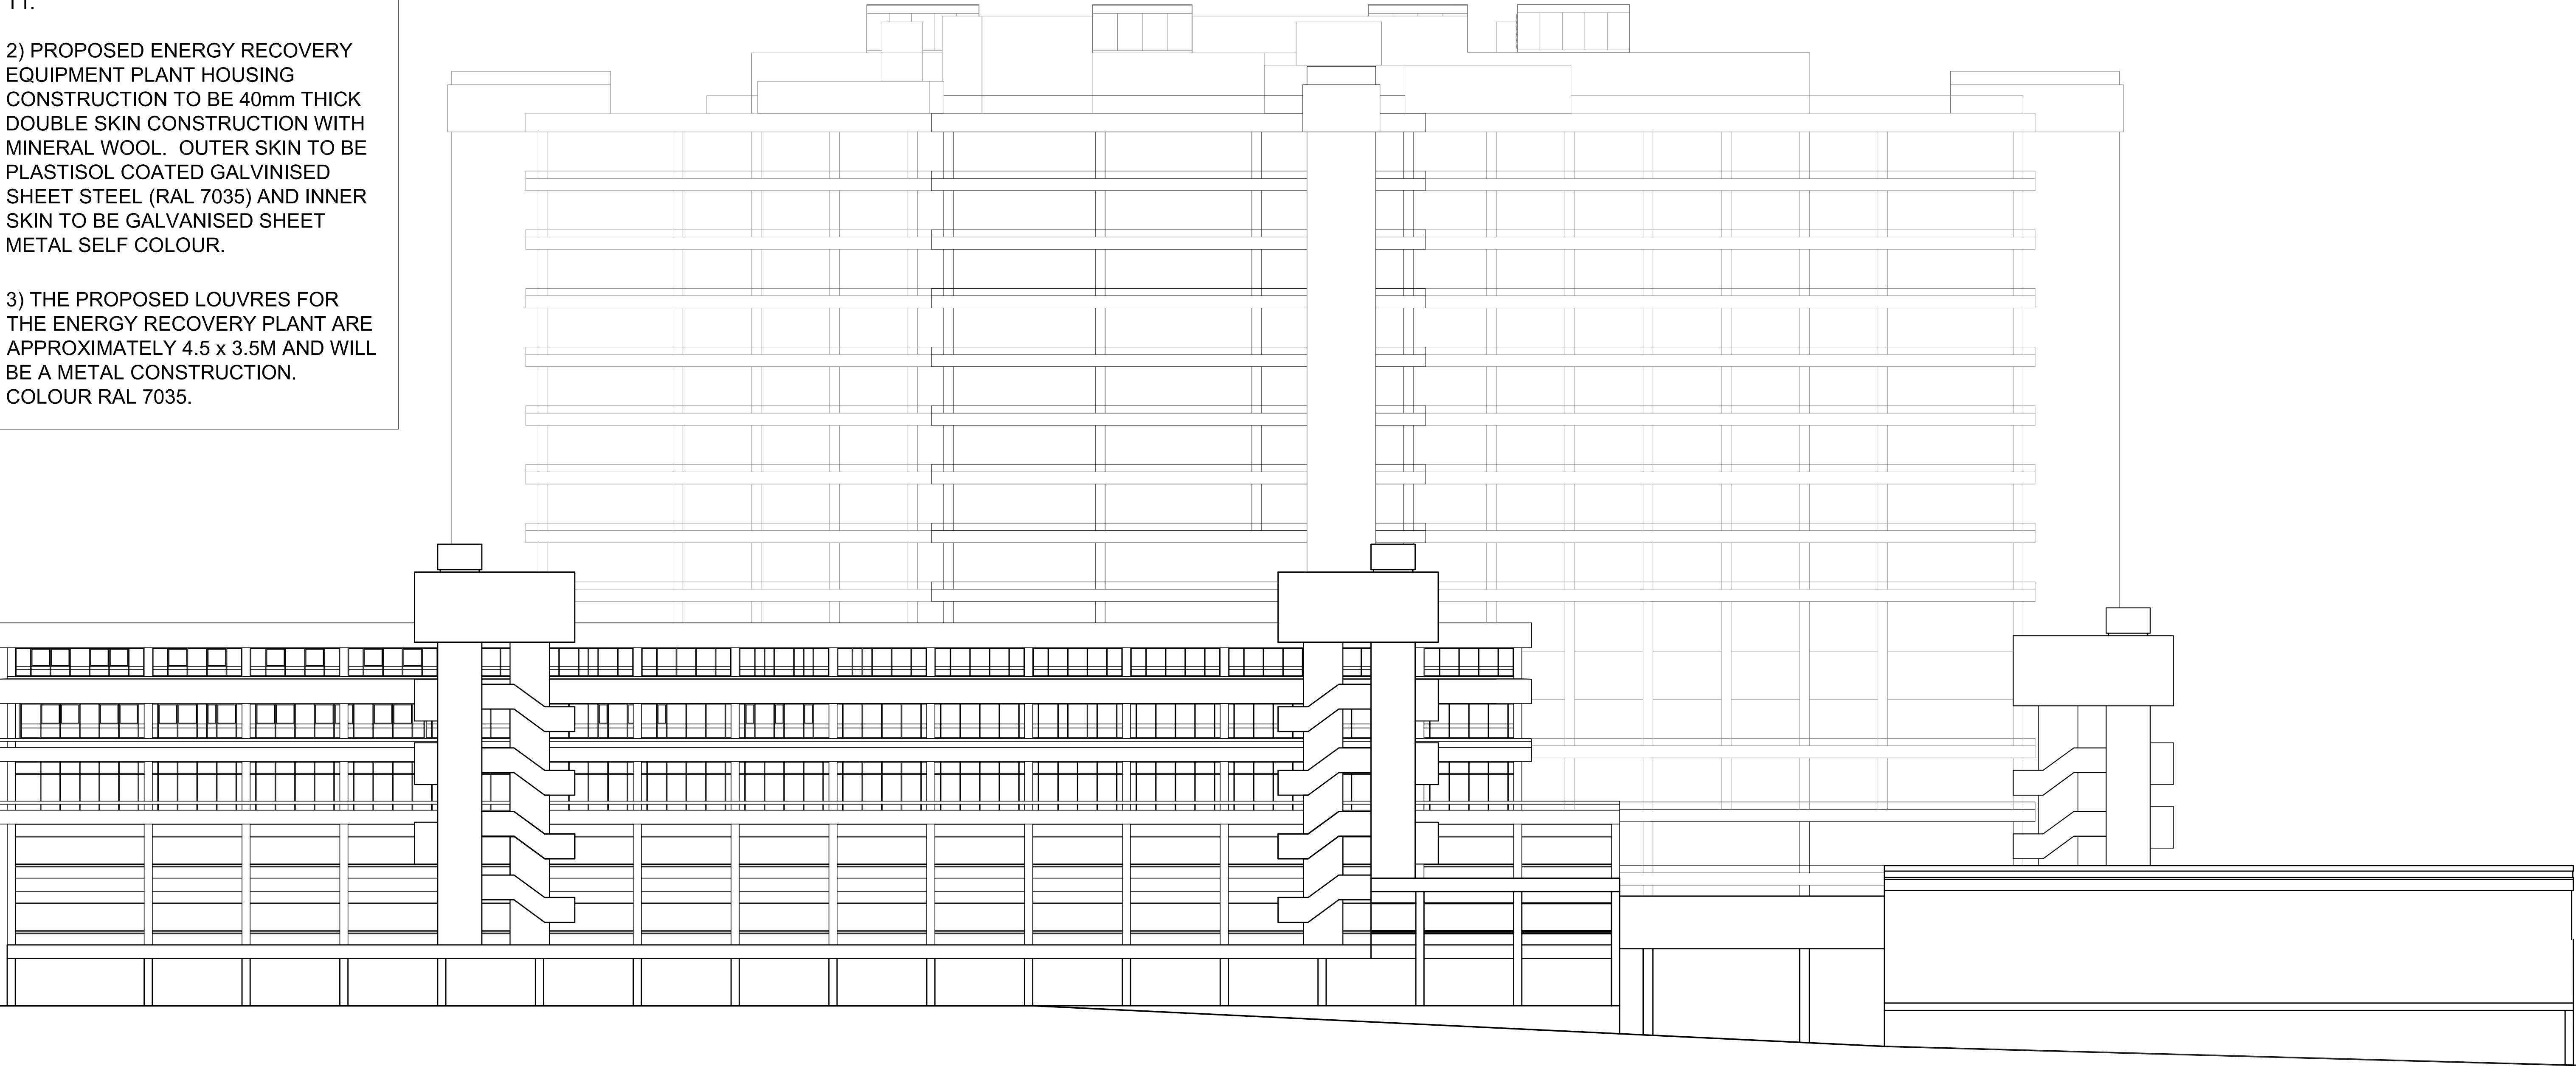 11.
2) PROPOSED ENERGY RECOVERY
EQUIPMENT PLANT HOUSING
CONSTRUCTION TO BE 40mm THICK
DOUBLE SKIN CONSTRUCTION WITH
MINERAL WOOL. OUTER SKIN TO BE
PLASTISOL COATED GALVINISED
SHEET STEEL (RAL 7035) AND INNER
SKIN TO BE GALVANISED SHEET
METAL SELF COLOUR.
3) THE PROPOSED LOUVRES FOR
THE ENERGY RECOVERY PLANT ARE
APPROXIMATELY 4.5 x 3.5M AND WILL
BE A METAL CONSTRUCTION.
COLOUR RAL 7035.